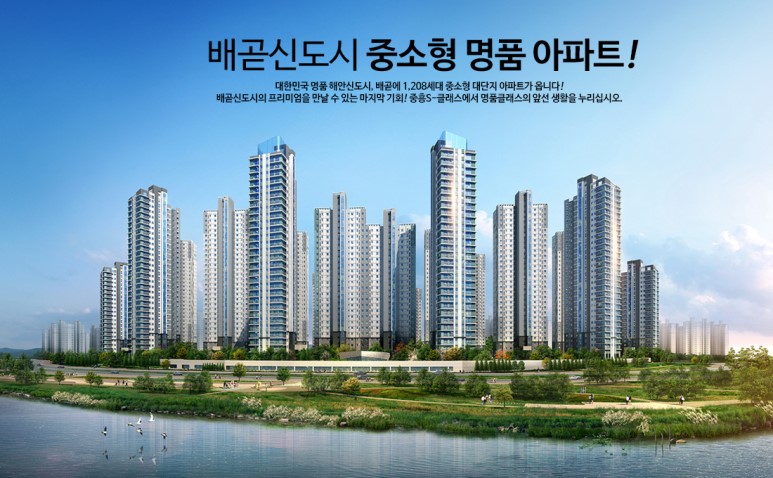 배곧신도시 중소형 명품 아파트!
대한민국 명품 해안신도시, 배곧에 1,208세대 중소형 대단지 아파트가 옵니다!
배곧신도시의 프리미엄을 만날 수 있는 마지막 기회! 중흥S-클래스에서 명품클래스의 앞선 생활을 누리십시오.